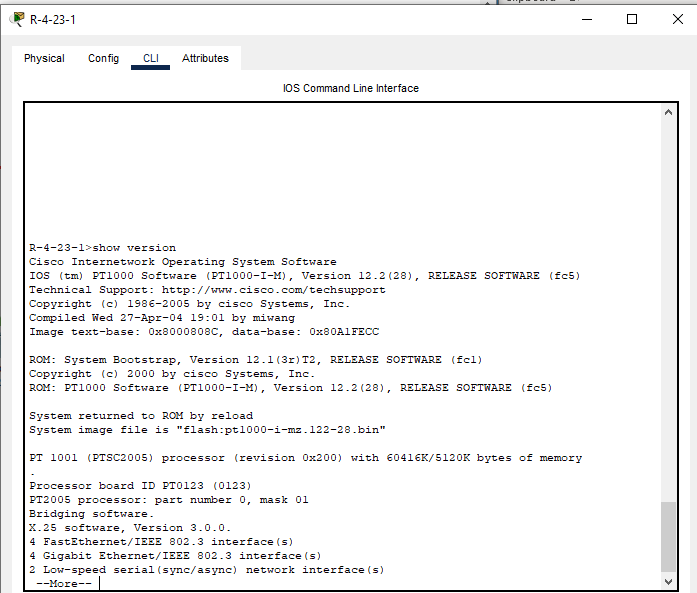 R-4-23-1
Physical Config CLI Attributes
IOS Command Line Interface
R-4-23-1>show version
Cisco Internetwork Operating System Software
IOS (tm) PT1000 Software (PT1000-I-M), Version 12.2(28), RELEASE SOFTWARE (fc5)
Technical Support: http://www.cisco.com/techsupport
Copyright (c) 1986-2005 by cisco Systems, Inc.
Compiled Wed 27-Apr-04 19:01 by miwang
Image text-base: 0x8000808C, data-base: 0x80A1FECC
ROM: System Bootstrap, Version 12.1(3r)T2, RELEASE SOFTWARE (fc1)
Copyright (c) 2000 by cisco Systems, Inc.
ROM: PT1000 Software (PT1000-I-M), Version 12.2(28), RELEASE SOFTWARE (fc5)
System returned to ROM by reload
System image file is "flash:pt1000-i-mz.122-28.bin"
PT 1001 (PTSC2005) processor (revision 0x200) with 60416K/5120K bytes of memory
.
Processor board ID PT0123 (0123)
PT2005 processor: part number 0, mask 01
Bridging software.
X.25 software, Version 3.0.0.
4 FastEthernet/IEEE 802.3 interface(s)
4 Gigabit Ethernet/IEEE 802.3 interface(s)
2 Low-speed serial(sync/async) network interface(s)
--More--